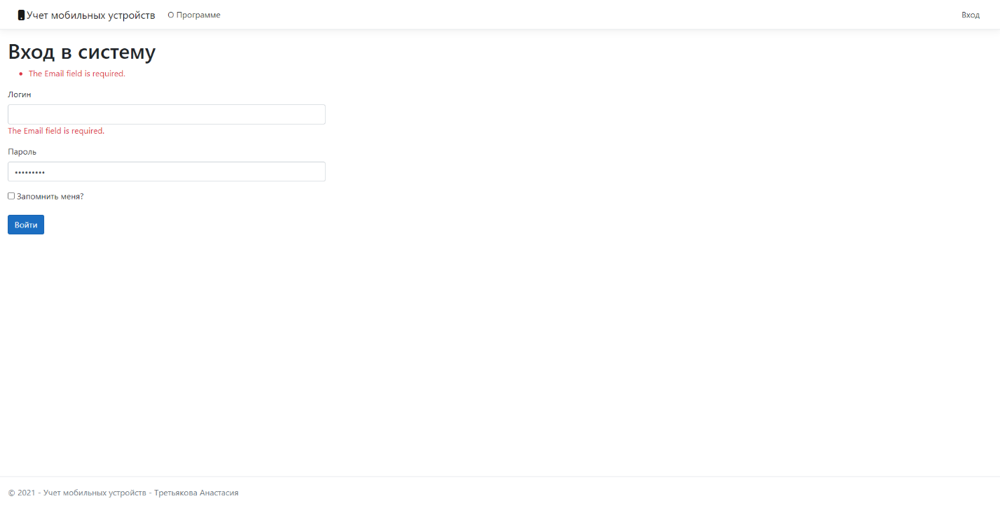 Учет мобильных устройств О Программе Вход
Вход в систему
The Email field is required.
Логин
The Email field is required.
Пароль
•••••••••
Запомнить меня?
Войти
© 2021 - Учет мобильных устройств - Третьякова Анастасия